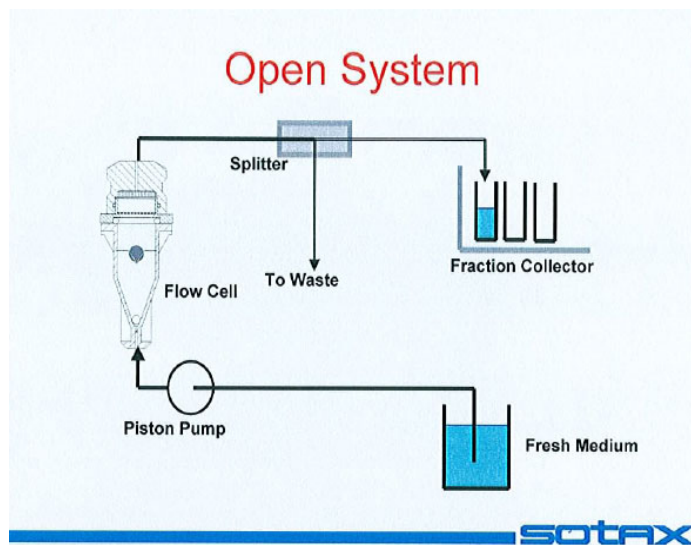 Open System
Splitter
To Waste
Fraction Collector
Flow Cell
Piston Pump
Fresh Medium
sotax